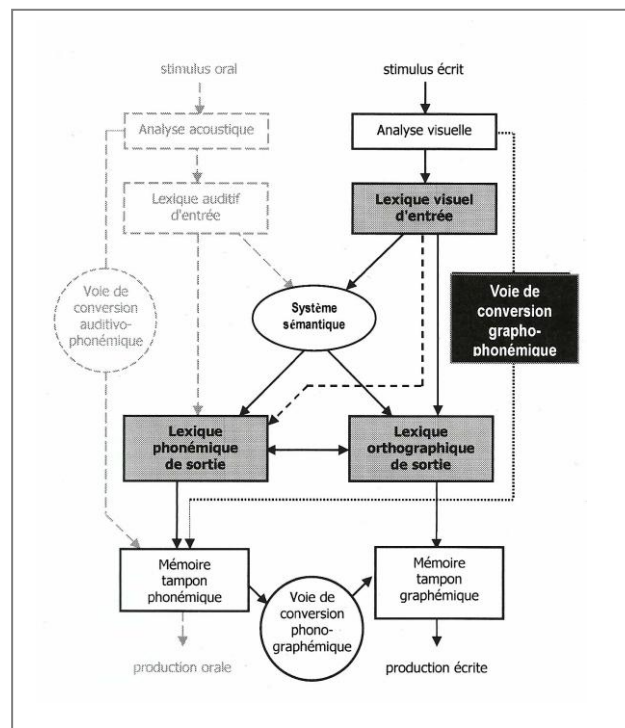 stimulus oral
stimulus écrit
Analyse acoustique
Analyse visuelle
Lexique auditif
d'entrée
Lexique visuel
d'entrée
Voie de
conversion
auditivo-
phonémique
Système
sémantique
Voie de
conversion
grapho-
phonémique
Lexique
phonémique
de sortie
Lexique
orthographique
de sortie
Mémoire
tampon
phonémique
Voie de
conversion
phono-
graphémique
Mémoire
tampon
graphémique
production orale
production écrite